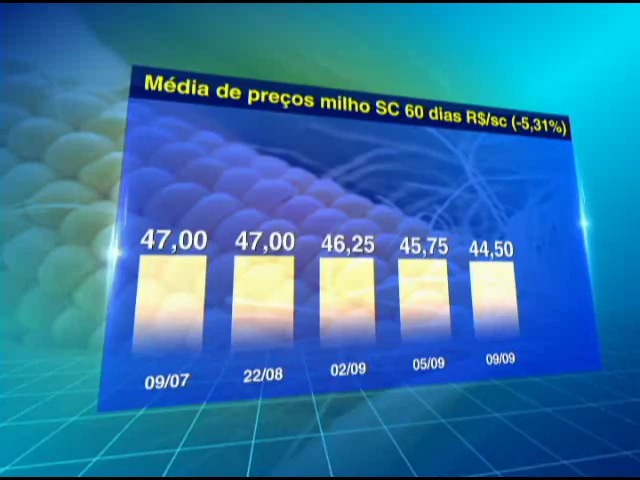 Média de preços milho SC 60 dias R$/sc (-5,31%)
47,00 47,00 46,25 45,75 44,50
09/07 22/08 02/09 05/09 09/09